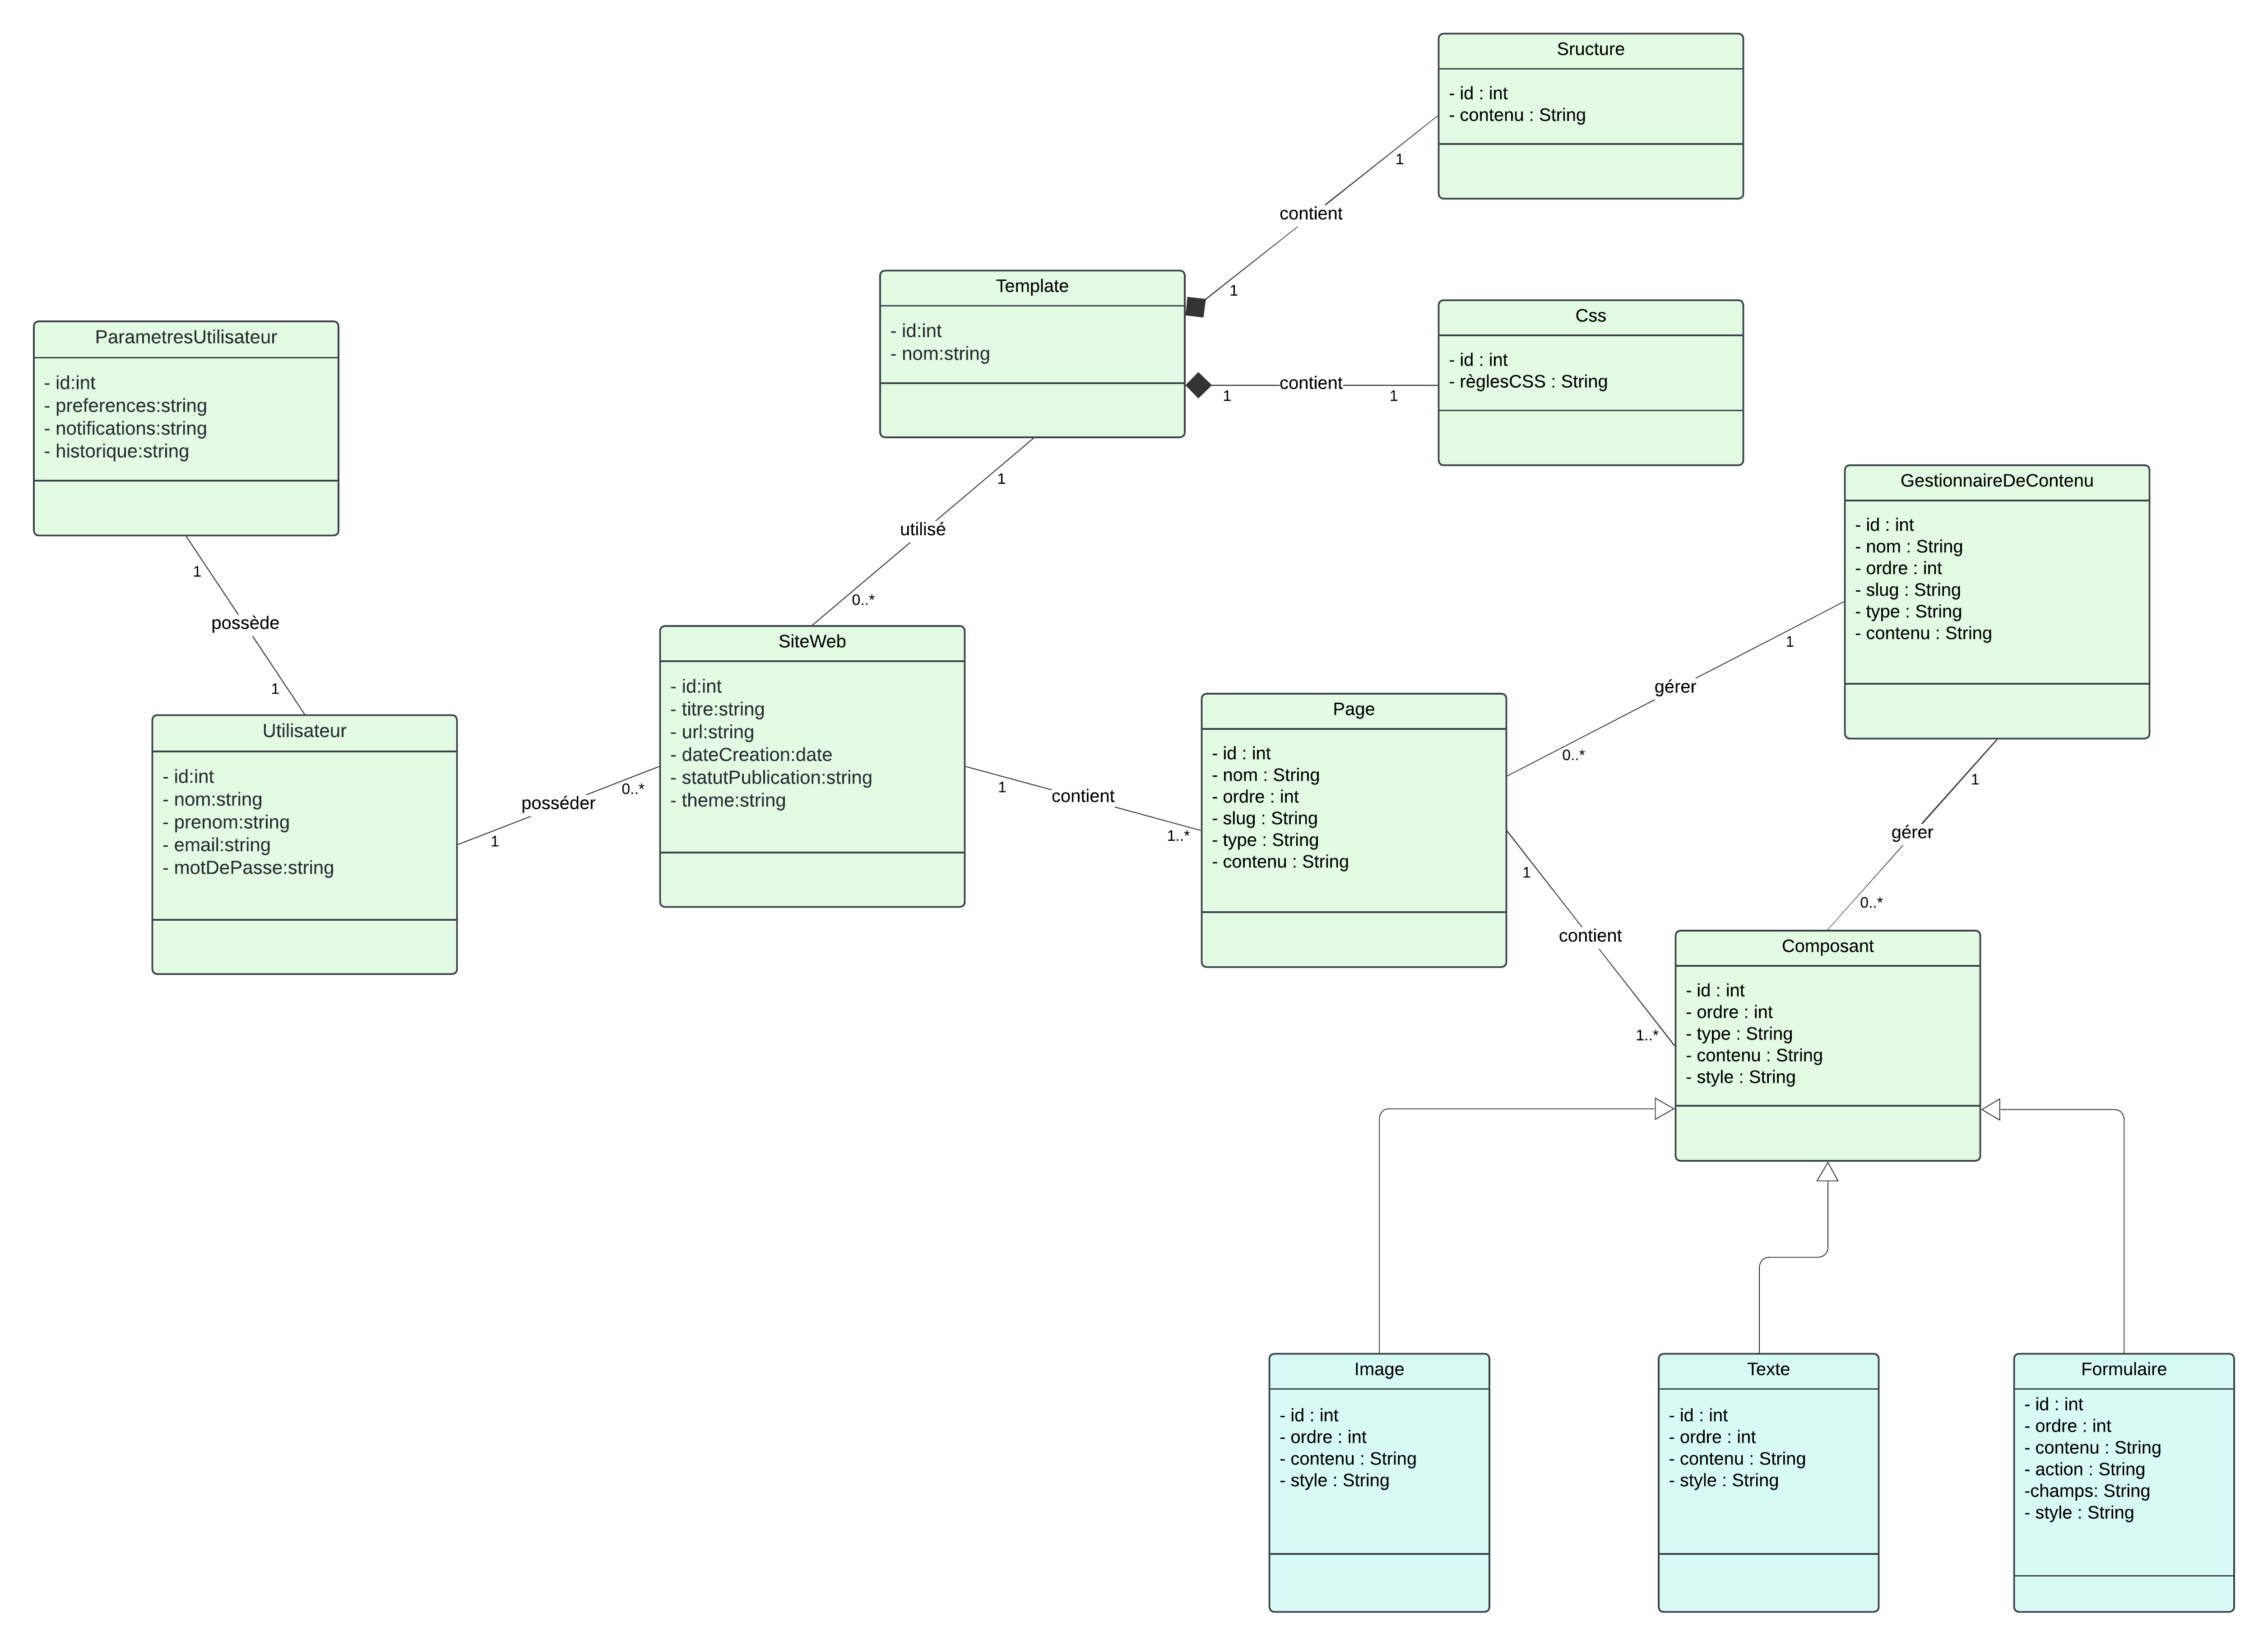 Sructure
- id : int
- contenu : String
1
contient
1
Template
- id:int
- nom:string
Css
- id : int
- règlesCSS : String
1
contient
1
ParametresUtilisateur
- id:int
- preferences:string
- notifications:string
- historique:string
1
possède
1
1
utilisé
0..*
GestionnaireDeContenu
- id : int
- nom : String
- ordre : int
- slug : String
- type : String
- contenu : String
SiteWeb
- id:int
- titre:string
- url:string
- dateCreation:date
- statutPublication:string
- theme:string
Utilisateur
- id:int
- nom:string
- prenom:string
- email:string
- motDePasse:string
1
posséder
0..*
1
contient
1..*
Page
- id : int
- nom : String
- ordre : int
- slug : String
- type : String
- contenu : String
1
gérer
0..*
1
gérer
0..*
1
contient
1..*
Composant
- id : int
- ordre : int
- type : String
- contenu : String
- style : String
Image
- id : int
- ordre : int
- contenu : String
- style : String
Texte
- id : int
- ordre : int
- contenu : String
- style : String
Formulaire
- id : int
- ordre : int
- contenu : String
- action : String
-champs: String
- style : String